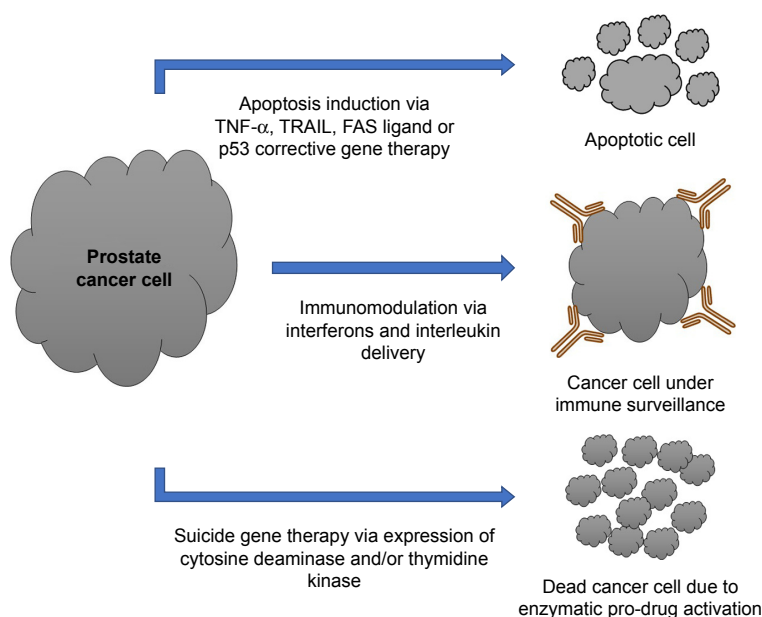 Apoptosis induction via
TNF-α, TRAIL, FAS ligand or
p53 corrective gene therapy
Apoptotic cell
Prostate
cancer cell
Immunomodulation via
interferons and interleukin
delivery
Cancer cell under
immune surveillance
Suicide gene therapy via expression of
cytosine deaminase and/or thymidine
kinase
Dead cancer cell due to
enzymatic pro-drug activation